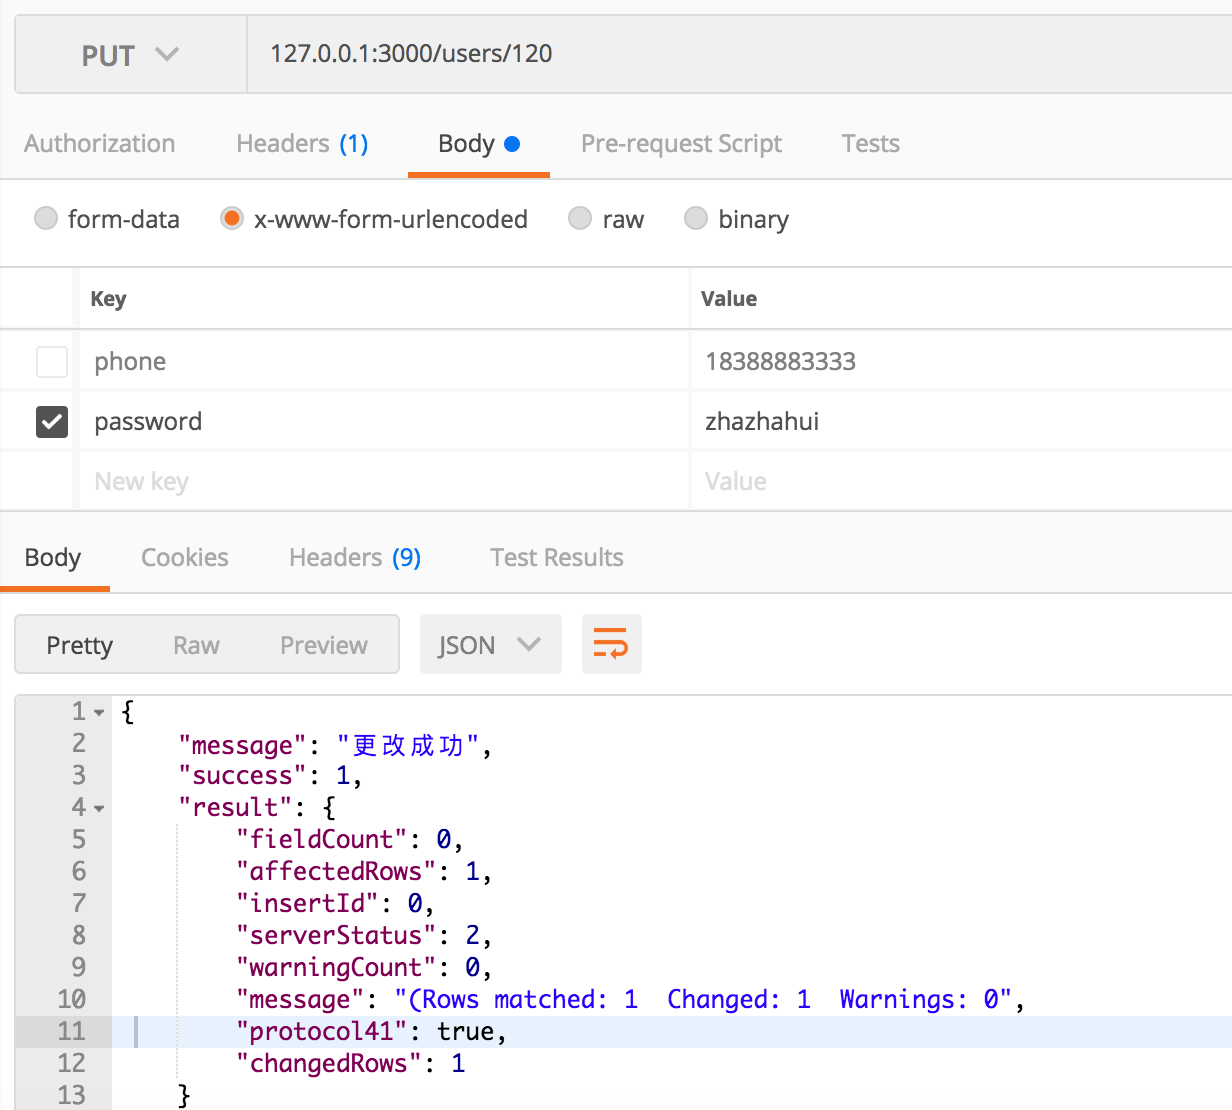 PUT 127.0.0.1:3000/users/120
Authorization Headers (1) Body Pre-request Script Tests
form-data x-www-form-urlencoded raw binary
Key Value
phone 18388883333
password zhazhahui
New key Value
Body Cookies Headers (9) Test Results
Pretty Raw Preview JSON
1 {
2 "message": "更改成功",
3 "success": 1,
4 "result": {
5 "fieldCount": 0,
6 "affectedRows": 1,
7 "insertId": 0,
8 "serverStatus": 2,
9 "warningCount": 0,
10 "message": "(Rows matched: 1  Changed: 1  Warnings: 0",
11 "protocol41": true,
12 "changedRows": 1
13 }